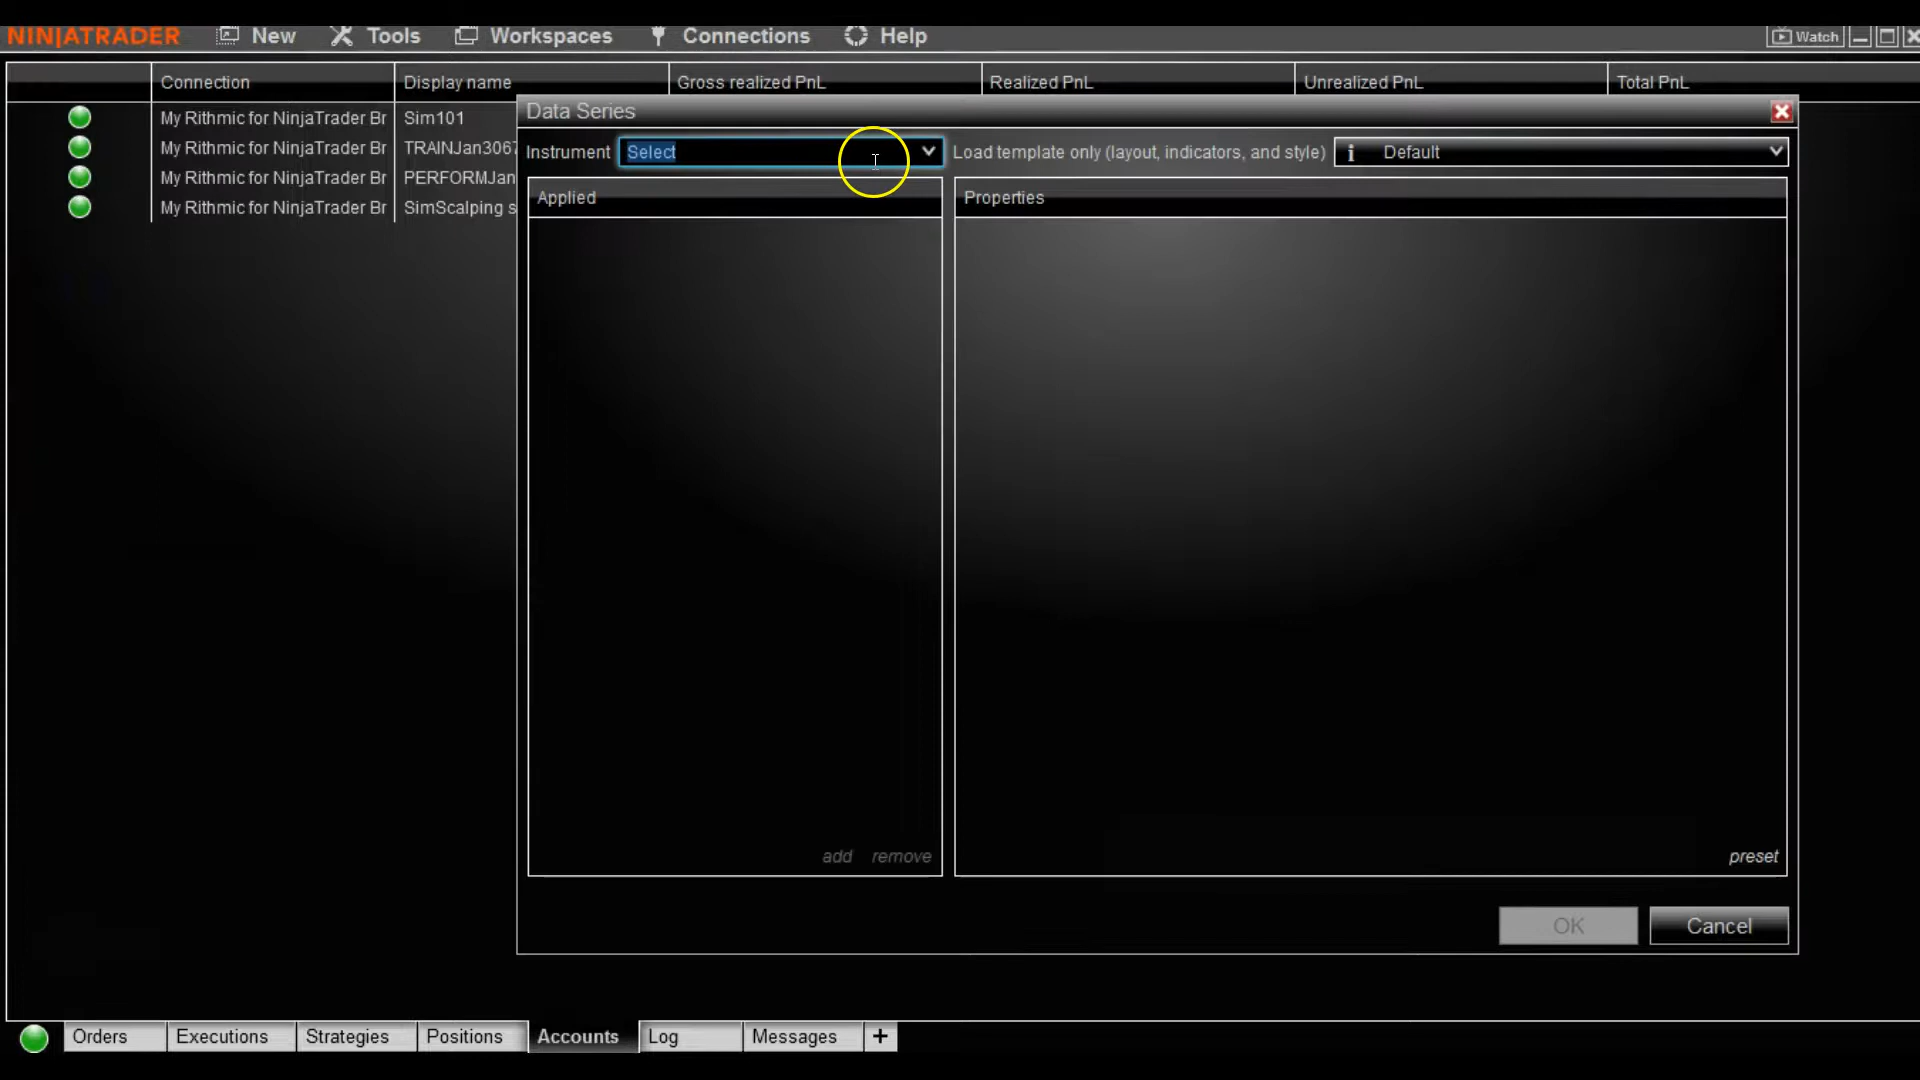 NINJATRADER New Tools Workspaces Connections Help Watch
Connection Display name Gross realized PnL Realized PnL Unrealized PnL Total PnL
My Rithmic for NinjaTrader Br Sim101
My Rithmic for NinjaTrader Br TRAINJan3067
My Rithmic for NinjaTrader Br PERFORMJan
My Rithmic for NinjaTrader Br SimScalping s
Data Series
Instrument Select Load template only (layout, indicators, and style) i Default
Applied Properties
add remove preset
OK Cancel
Orders Executions Strategies Positions Accounts Log Messages +